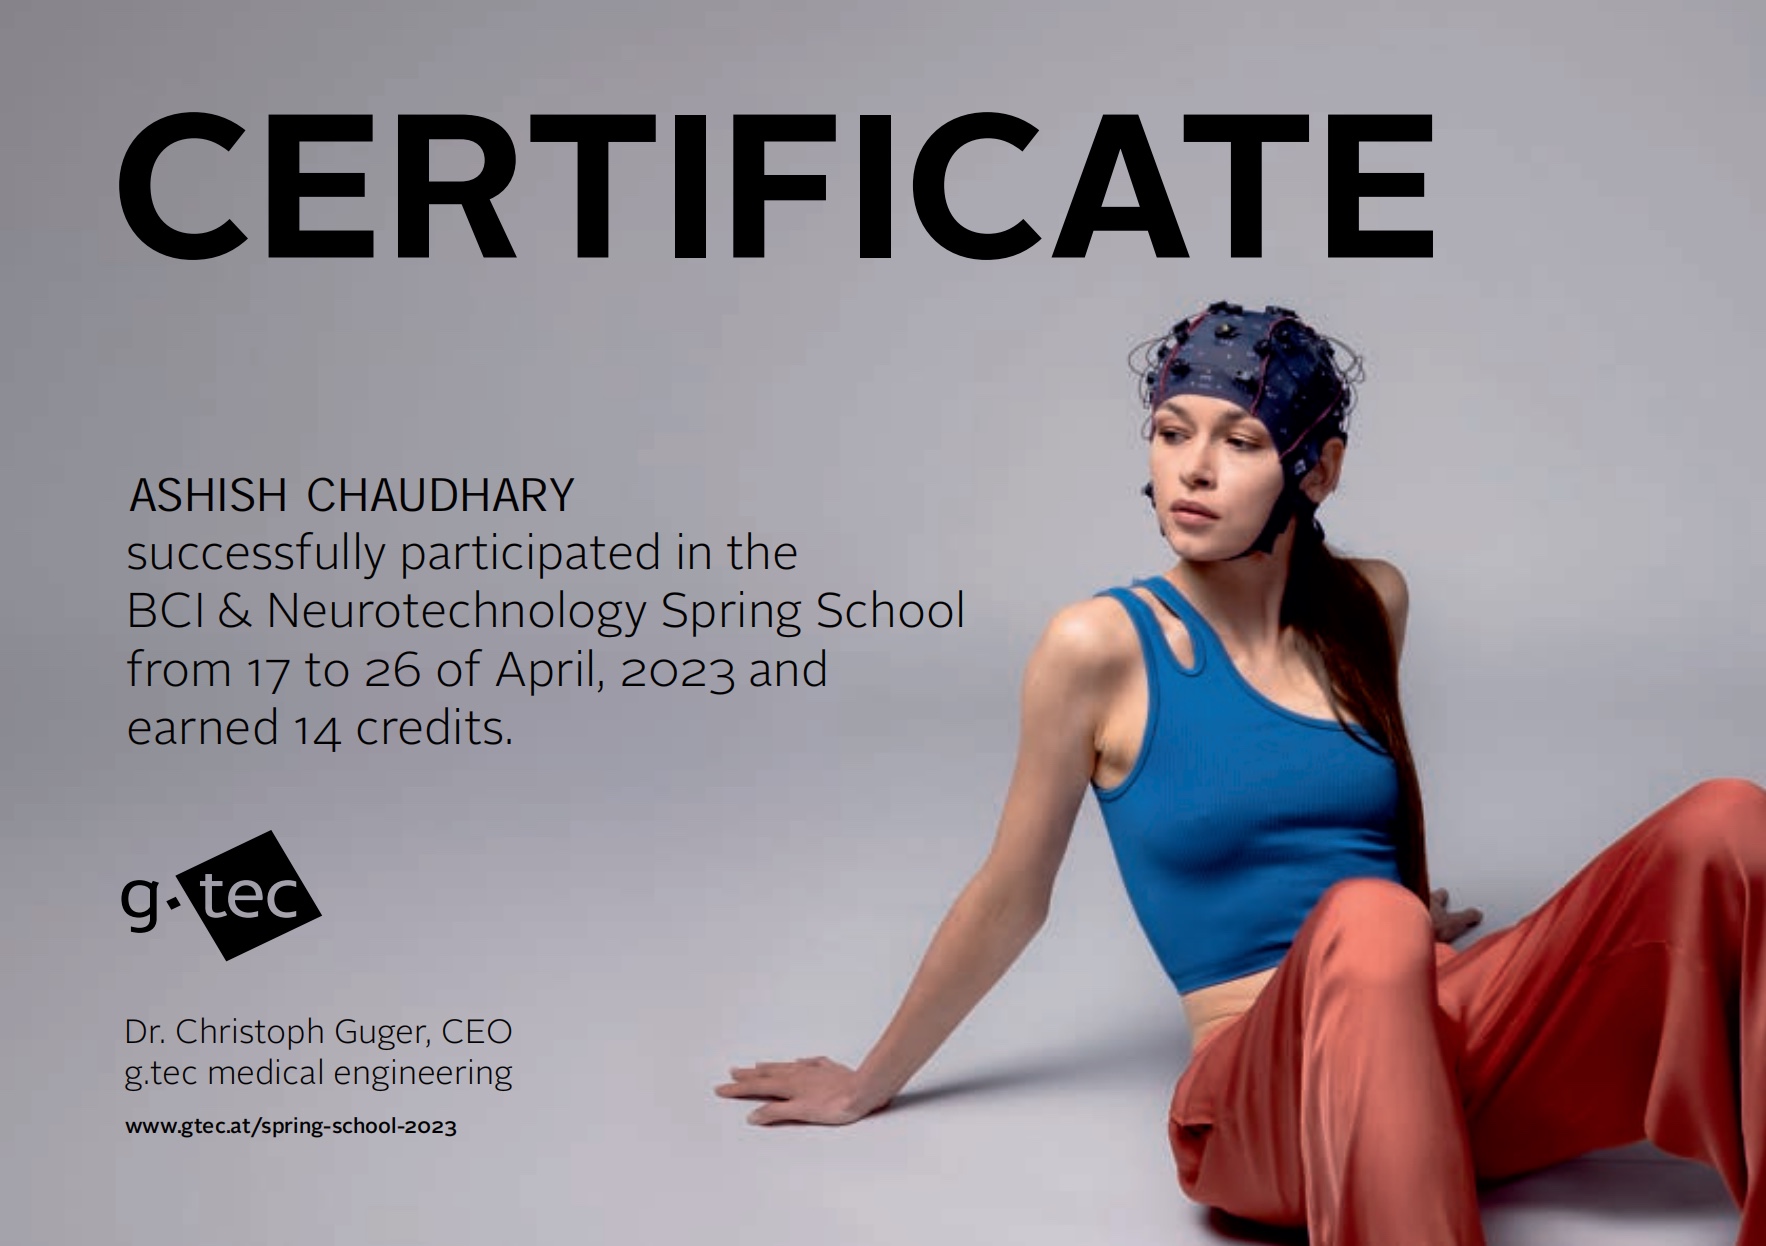 CERTIFICATE
ASHISH CHAUDHARY
successfully participated in the
BCI & Neurotechnology Spring School
from 17 to 26 of April, 2023 and
earned 14 credits.
g.tec
Dr. Christoph Guger, CEO
g.tec medical engineering
www.gtec.at/spring-school-2023